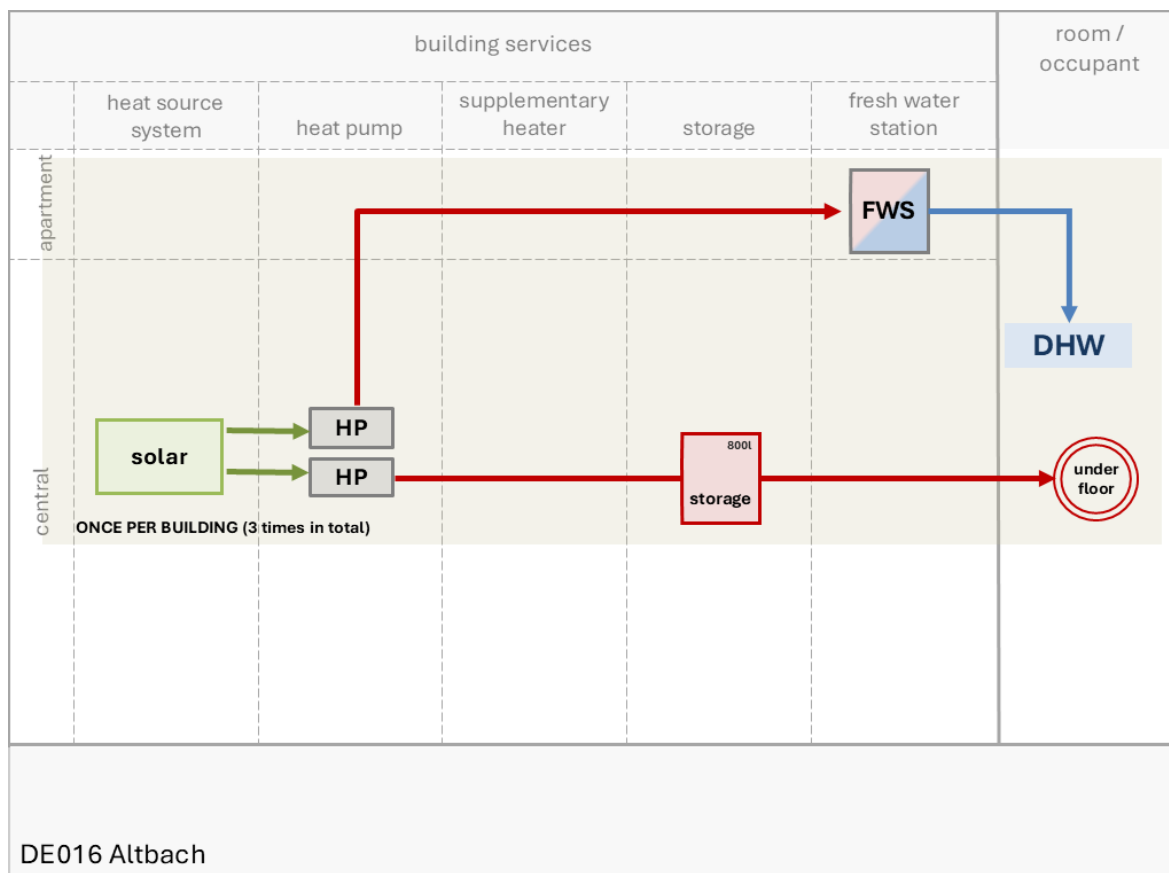 building services
room /
occupant
heat source
system
heat pump
supplementary
heater
storage
fresh water
station
apartment
FWS
DHW
central
solar
HP
HP
800l
storage
under
floor
ONCE PER BUILDING (3 times in total)
DE016 Altbach